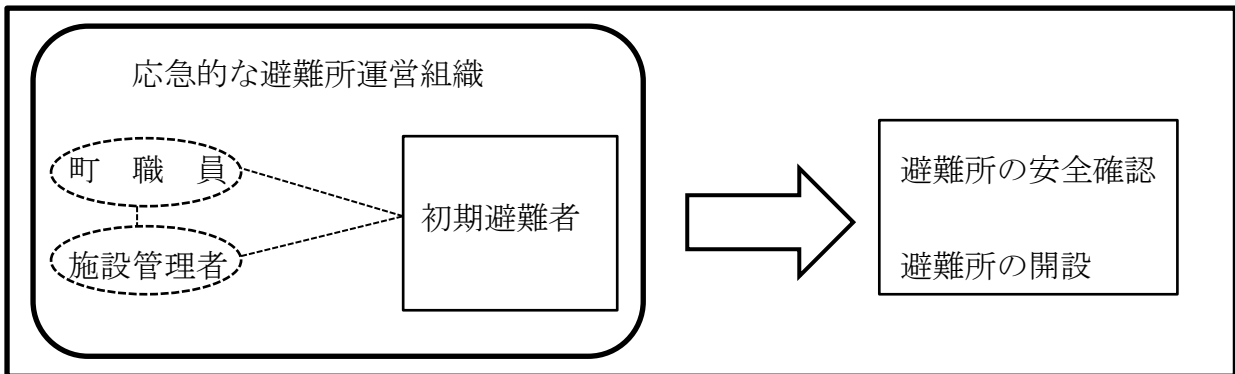 応急的な避難所運営組織
町　職　員
施設管理者
初期避難者
避難所の安全確認
避難所の開設